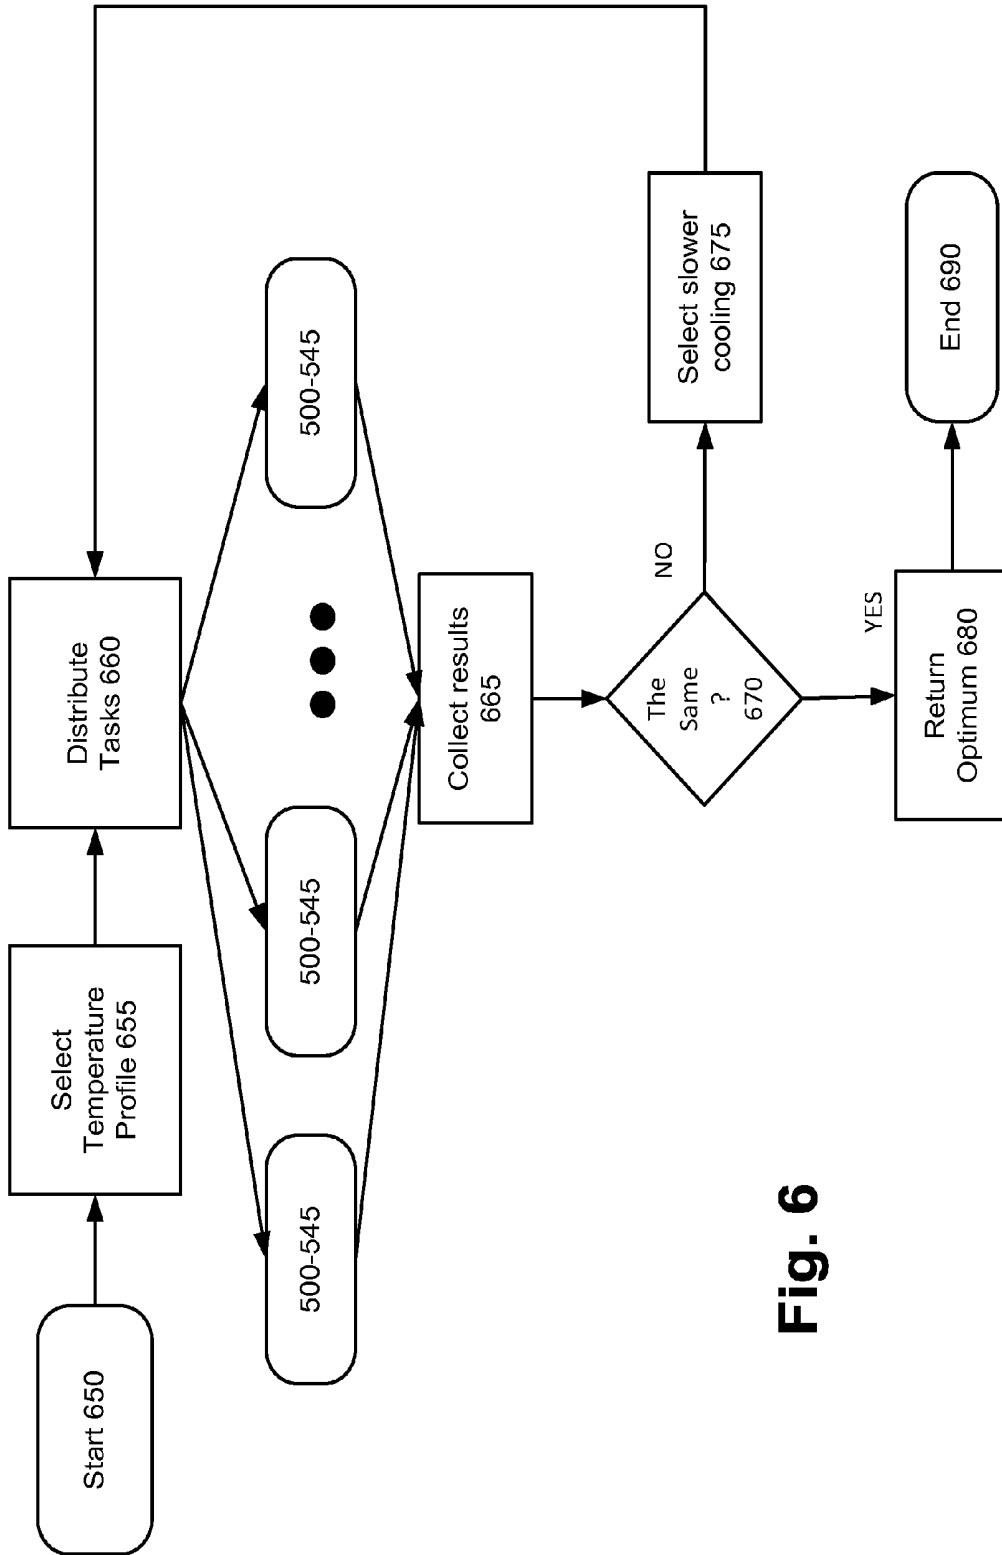 Start 650
Select
Temperature
Profile 655
Distribute
Tasks 660
500-545
500-545
500-545
Collect results
665
The
Same
?
670
NO
Select slower
cooling 675
YES
Return
Optimum 680
End 690
Fig. 6